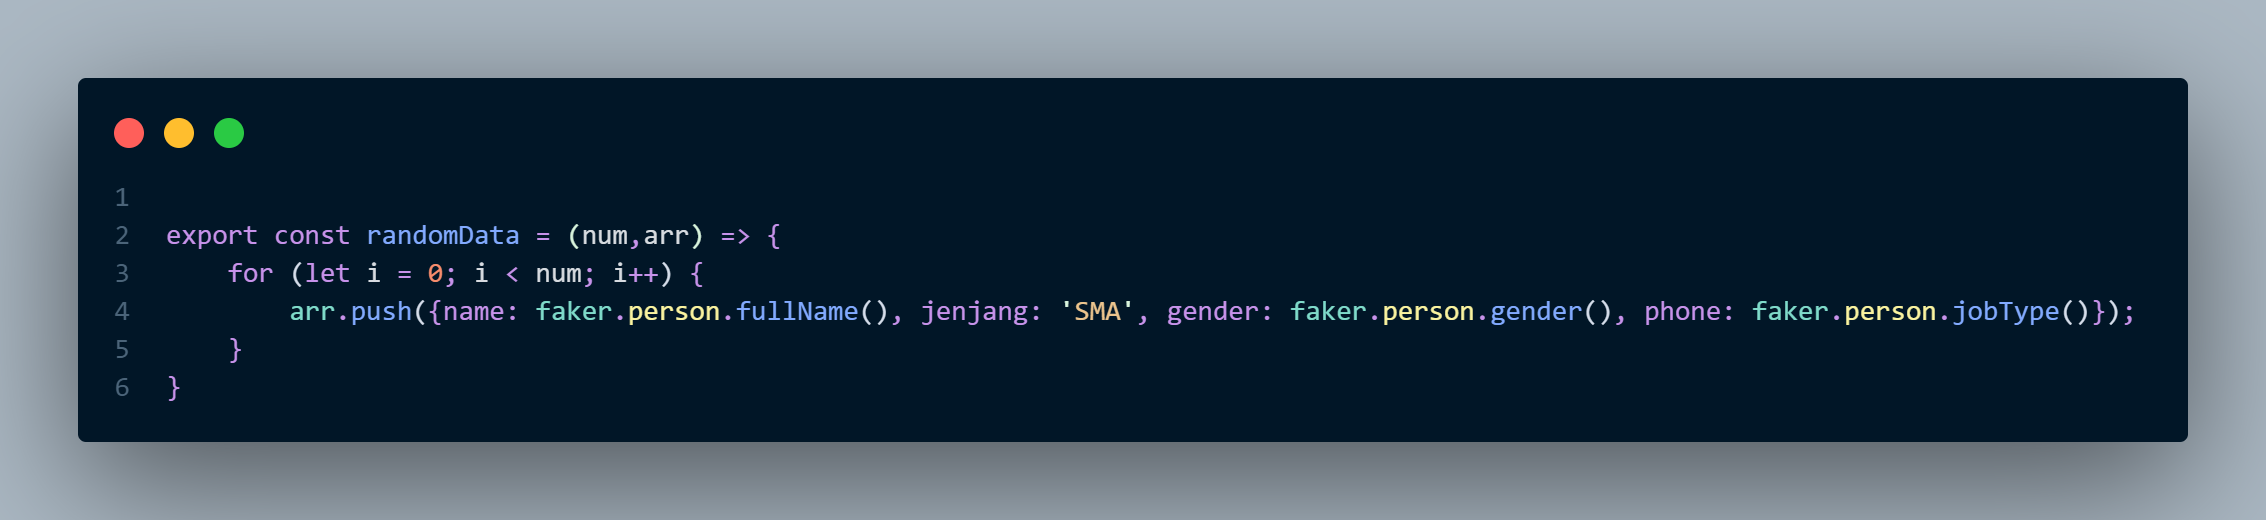 1
2 export const randomData = (num,arr) => {
3     for (let i = 0; i < num; i++) {
4         arr.push({name: faker.person.fullName(), jenjang: 'SMA', gender: faker.person.gender(), phone: faker.person.jobType()});
5     }
6 }